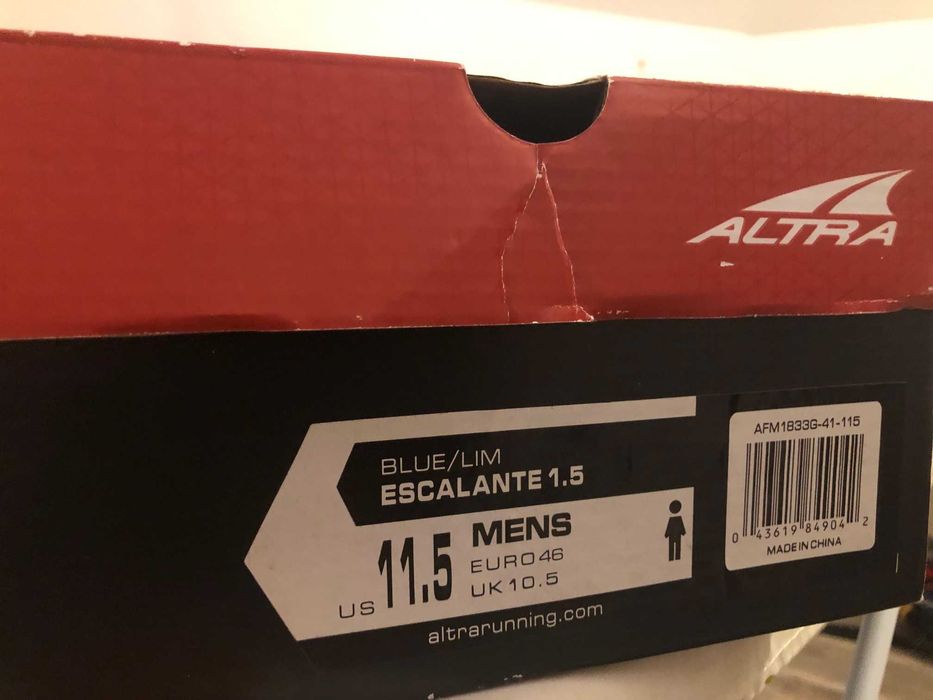 ALTRA
BLUE/LIM
ESCALANTE 1.5
US 11.5
MENS
EURO 46
UK 10.5
altrarunning.com
AFM1833G-41-115
0 43619 84904 2
MADE IN CHINA